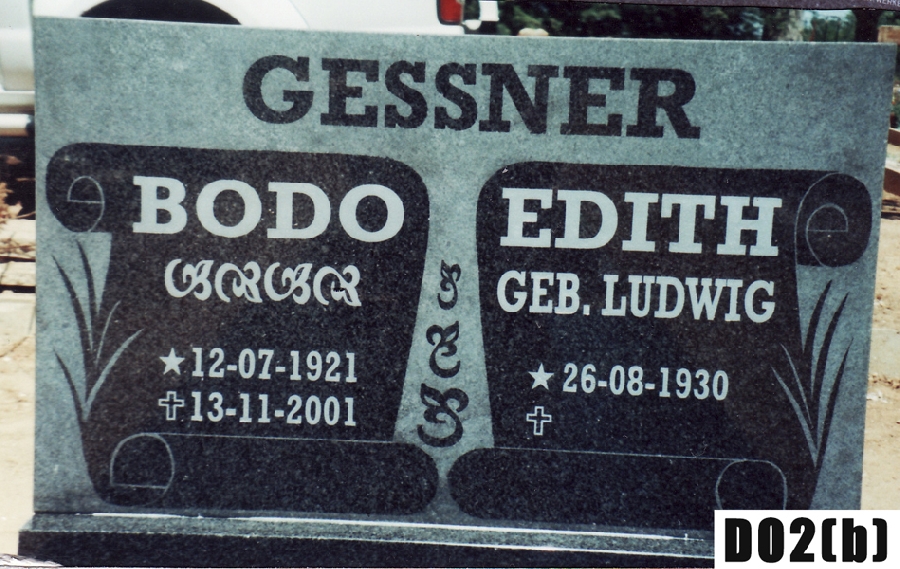 GESSNER
BODO
★ 12-07-1921
✝ 13-11-2001
EDITH
GEB. LUDWIG
★ 26-08-1930
✝
D02(b)